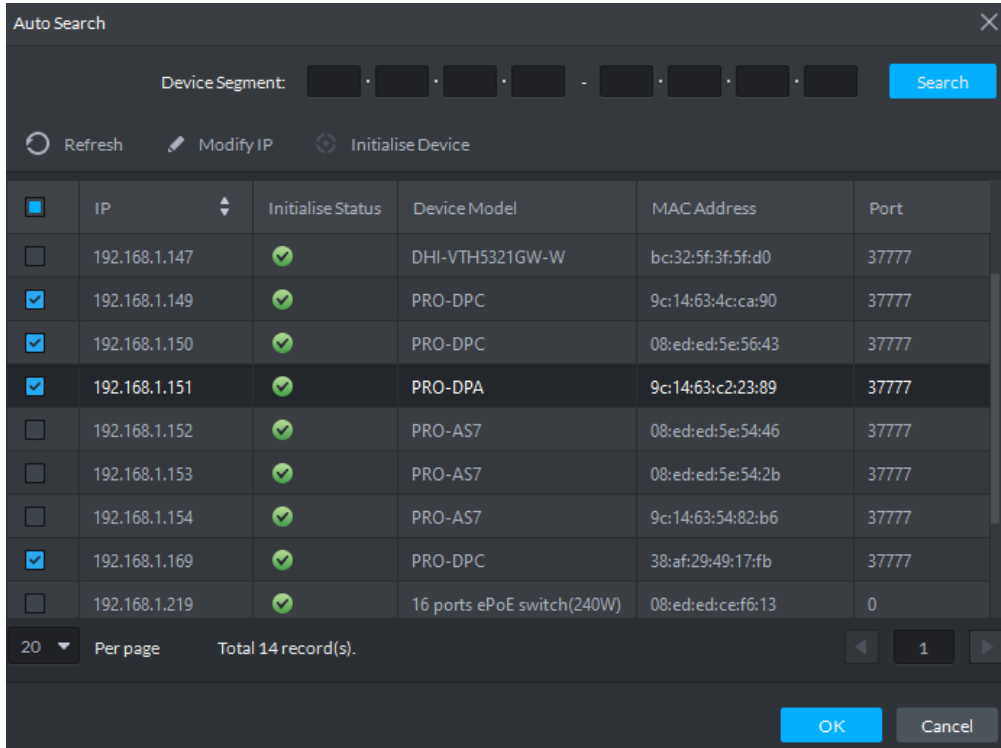 Auto Search
Device Segment: . . . - . . . Search
Refresh Modify IP Initialise Device
IP Initialise Status Device Model MAC Address Port
192.168.1.147 DHI-VTH5321GW-W bc:32:5f:3f:5f:d0 37777
192.168.1.149 PRO-DPC 9c:14:63:4c:ca:90 37777
192.168.1.150 PRO-DPC 08:ed:ed:5e:56:43 37777
192.168.1.151 PRO-DPA 9c:14:63:c2:23:89 37777
192.168.1.152 PRO-AS7 08:ed:ed:5e:54:46 37777
192.168.1.153 PRO-AS7 08:ed:ed:5e:54:2b 37777
192.168.1.154 PRO-AS7 9c:14:63:54:82:b6 37777
192.168.1.169 PRO-DPC 38:af:29:49:17:fb 37777
192.168.1.219 16 ports ePoE switch(240W) 08:ed:ed:ce:f6:13 0
20 Per page Total 14 record(s). 1
OK Cancel